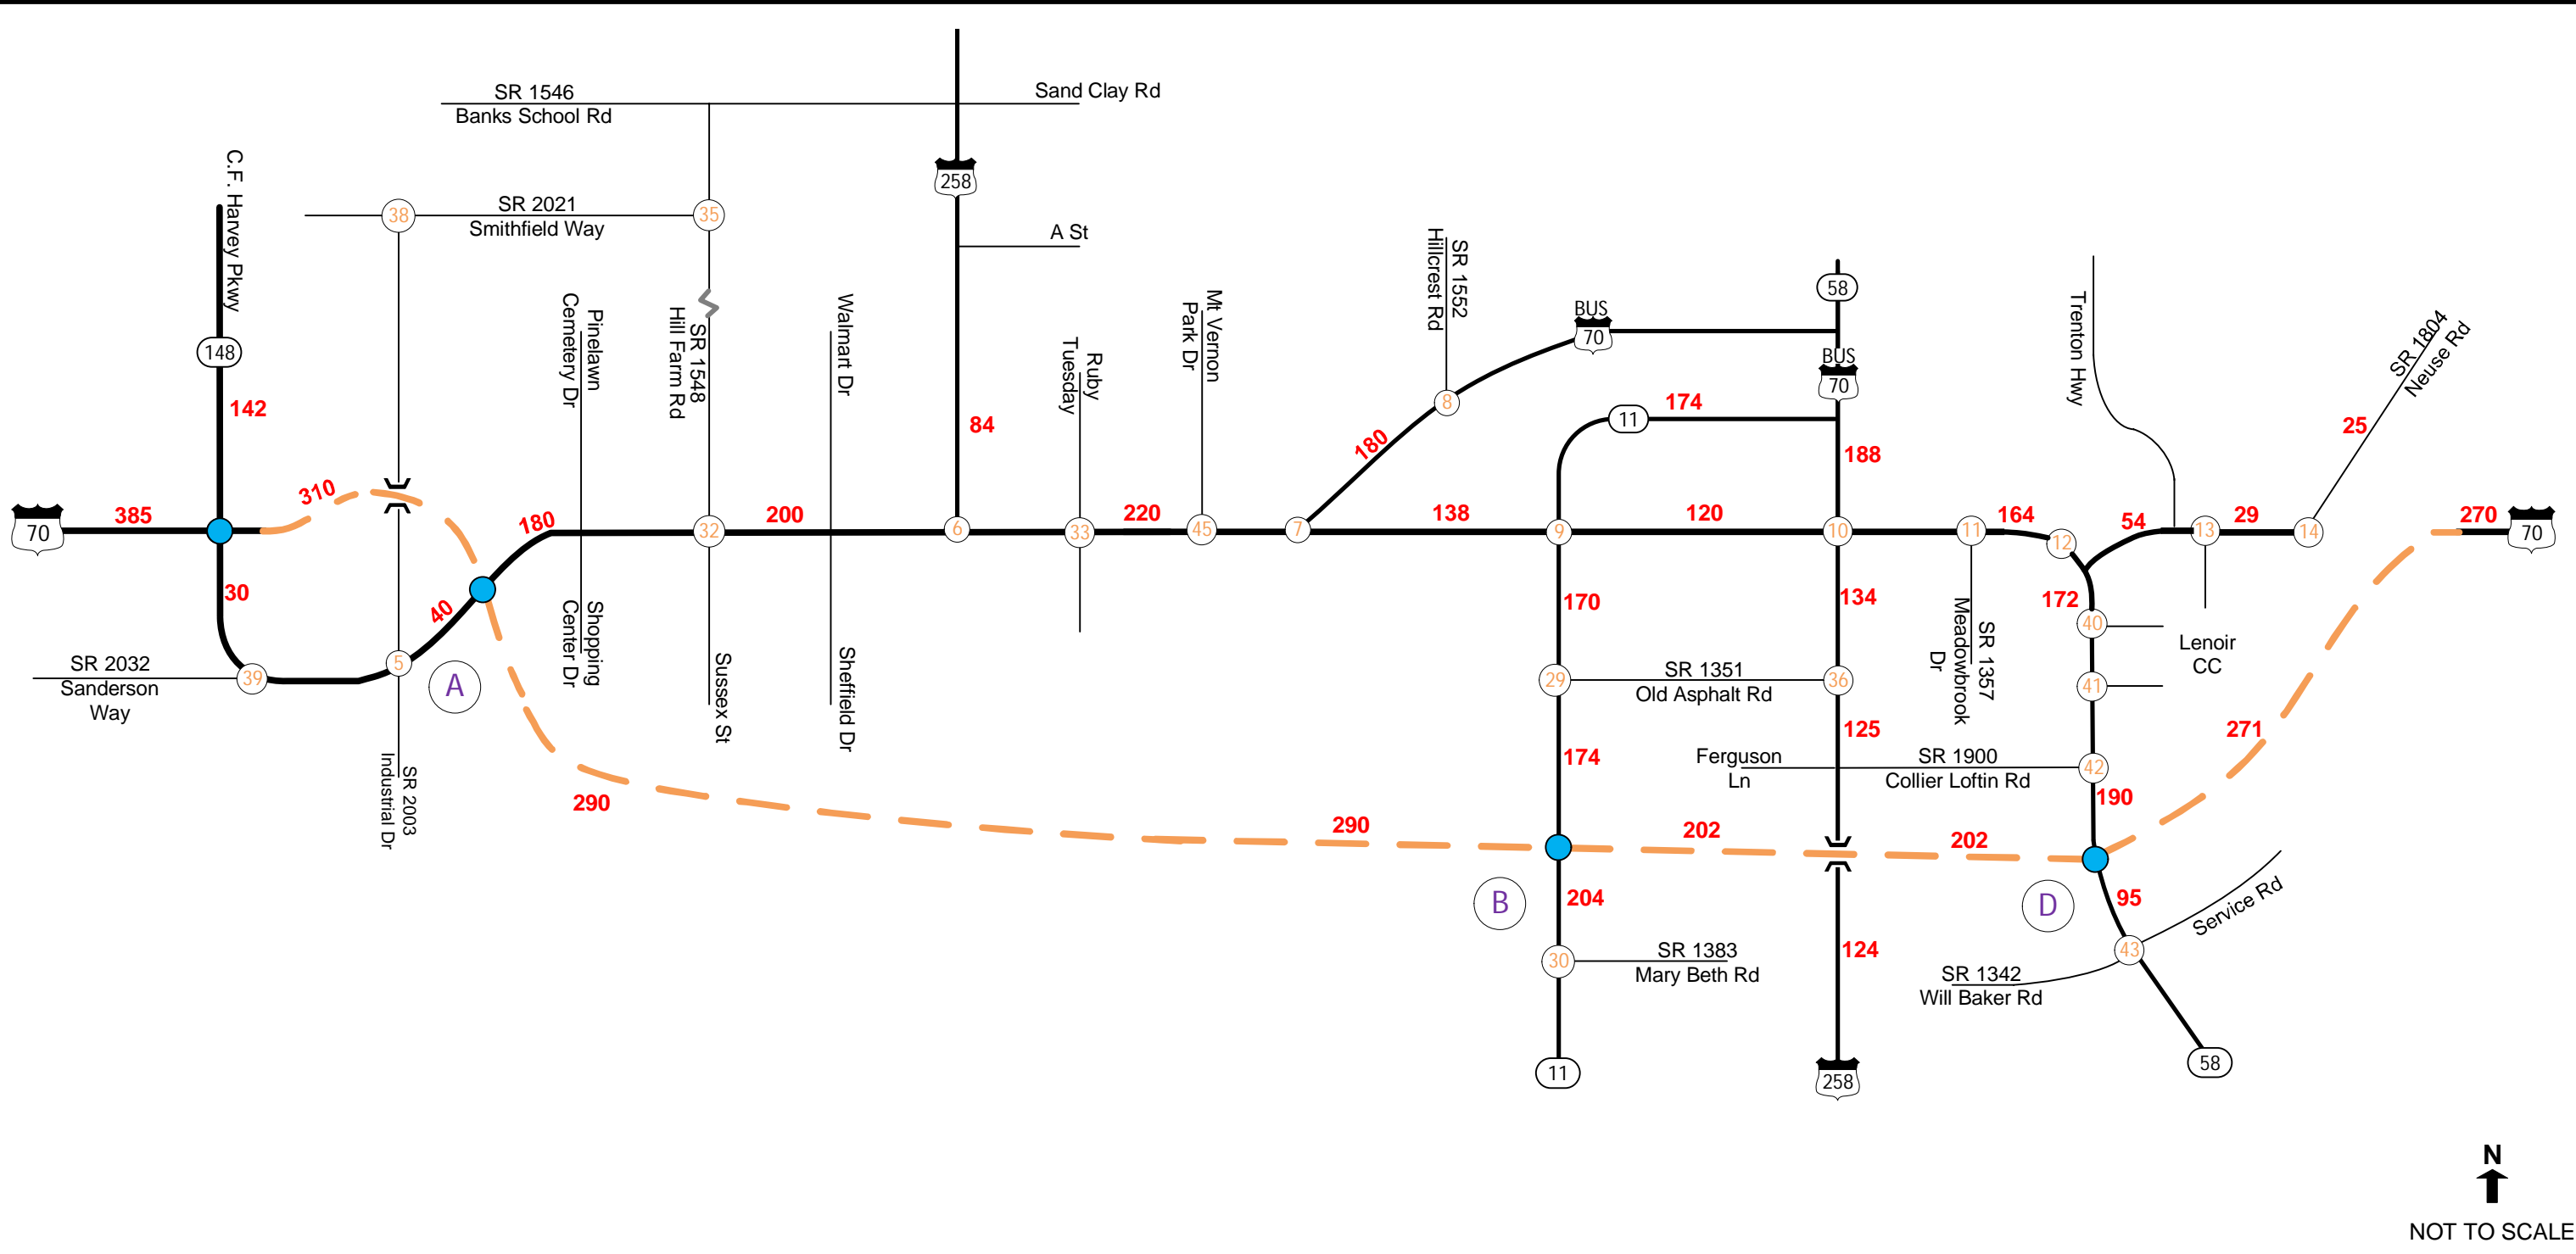 SR 1546
Banks School Rd
Sand Clay Rd
C.F. Harvey Pkwy
258
38
SR 2021
Smithfield Way
35
A St
SR 1552
Hillcrest Rd
58
BUS
70
BUS
70
Trenton Hwy
SR 1804
Neuse Rd
25
148
142
Pinelawn
Cemetery Dr
SR 1548
Hill Farm Rd
Walmart Dr
84
Ruby
Tuesday
Mt Vernon
Park Dr
8
180
11
174
188
70
385
310
180
32
200
6
33
220
45
7
138
9
120
10
11
164
12
54
13
29
14
270
70
30
40
39
5
SR 2032
Sanderson
Way
A
Shopping
Center Dr
Sussex St
Sheffield Dr
SR 2003
Industrial Dr
170
134
172
40
Lenoir
CC
41
29
SR 1351
Old Asphalt Rd
36
SR 1357
Meadowbrook
Dr
174
125
271
Ferguson
Ln
SR 1900
Collier Loftin Rd
42
190
290
290
202
202
B
204
D
95
Service Rd
43
30
SR 1383
Mary Beth Rd
124
SR 1342
Will Baker Rd
11
258
58
N
NOT TO SCALE